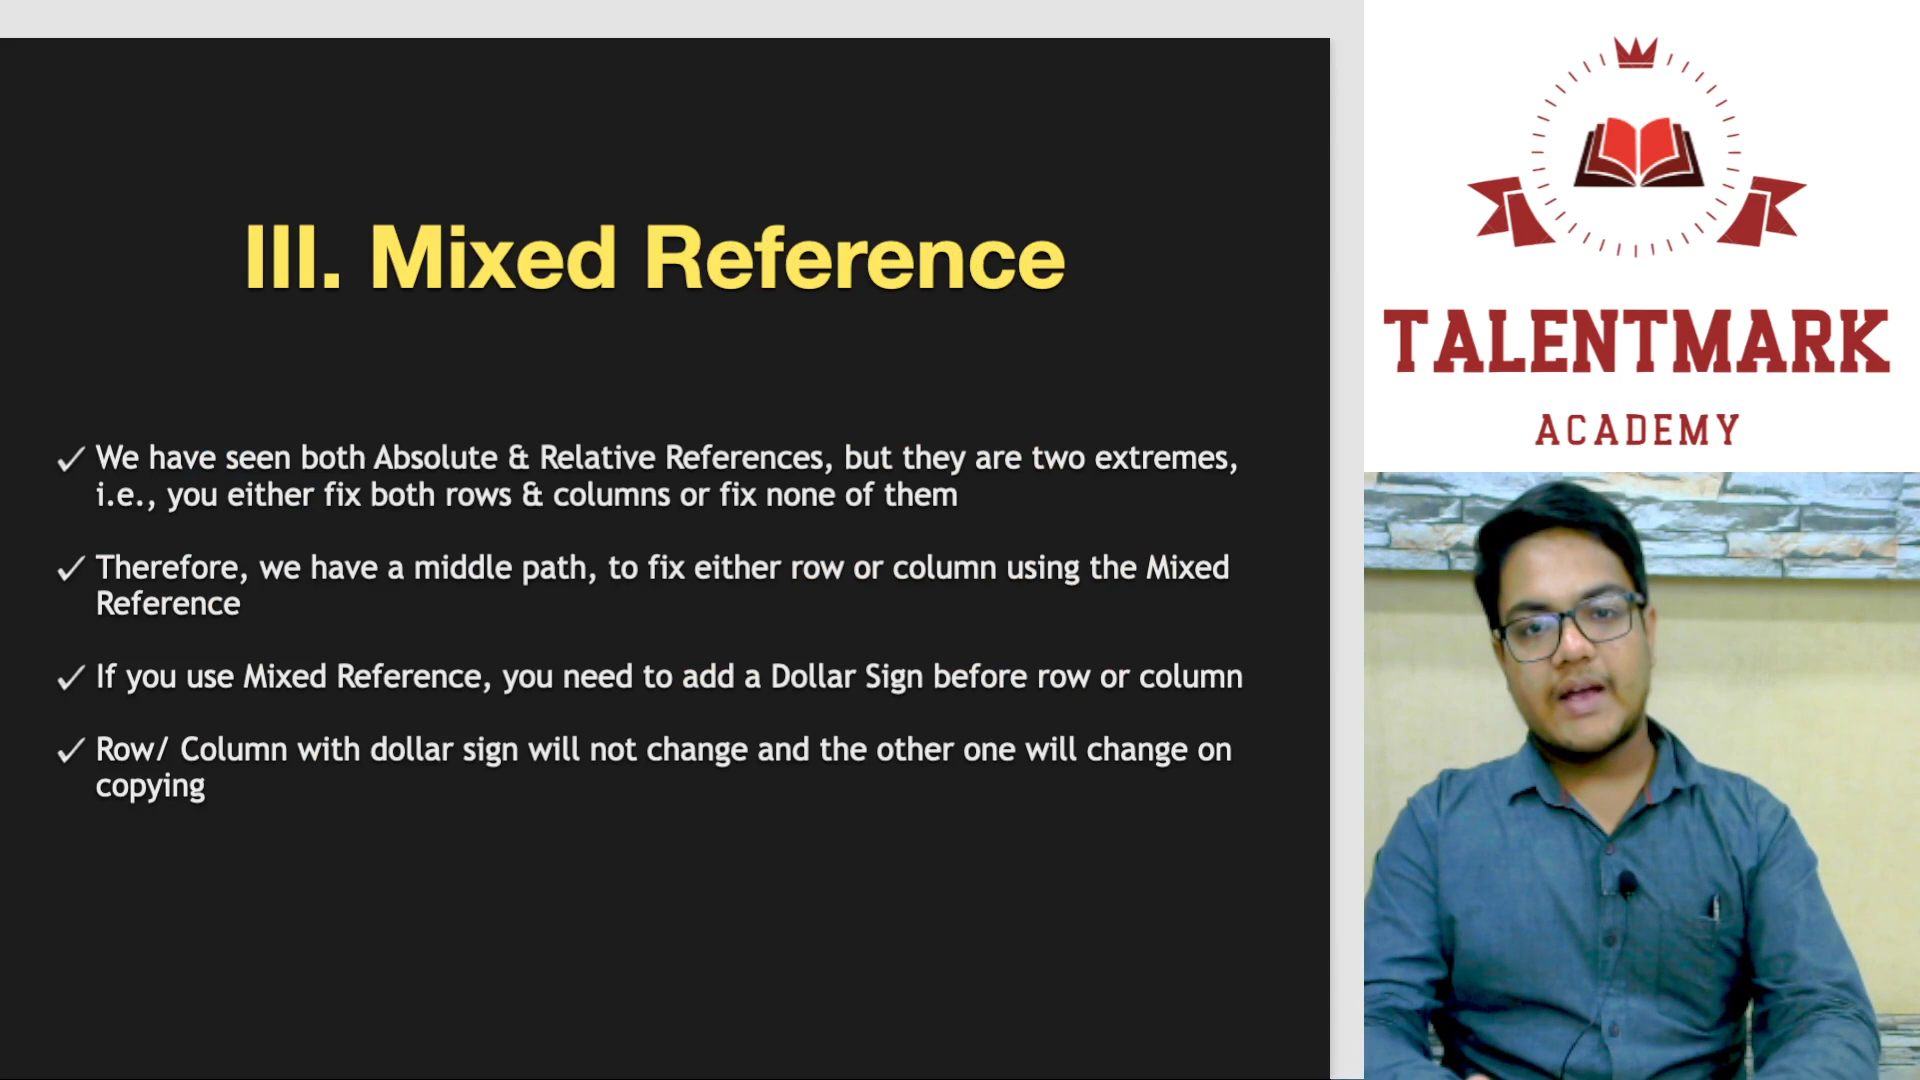 III. Mixed Reference
We have seen both Absolute & Relative References, but they are two extremes,
i.e., you either fix both rows & columns or fix none of them
Therefore, we have a middle path, to fix either row or column using the Mixed
Reference
If you use Mixed Reference, you need to add a Dollar Sign before row or column
Row/ Column with dollar sign will not change and the other one will change on
copying
TALENTMARK
ACADEMY